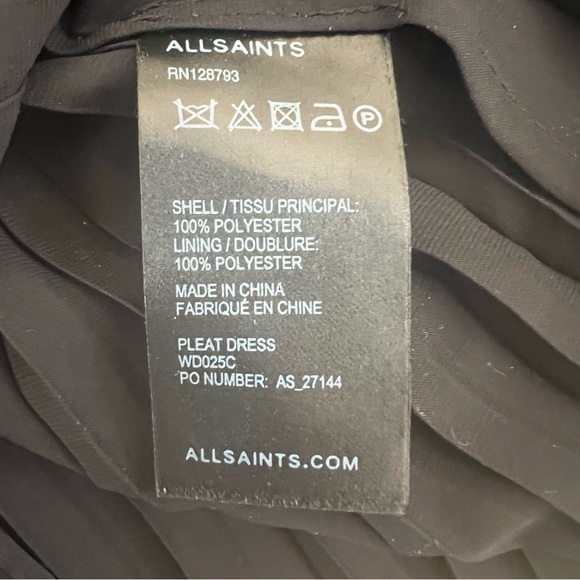 ALLSAINTS
RN128793
P
SHELL / TISSU PRINCIPAL:
100% POLYESTER
LINING / DOUBLURE:
100% POLYESTER
MADE IN CHINA
FABRIQUÉ EN CHINE
PLEAT DRESS
WD025C
PO NUMBER: AS_27144
ALLSAINTS.COM